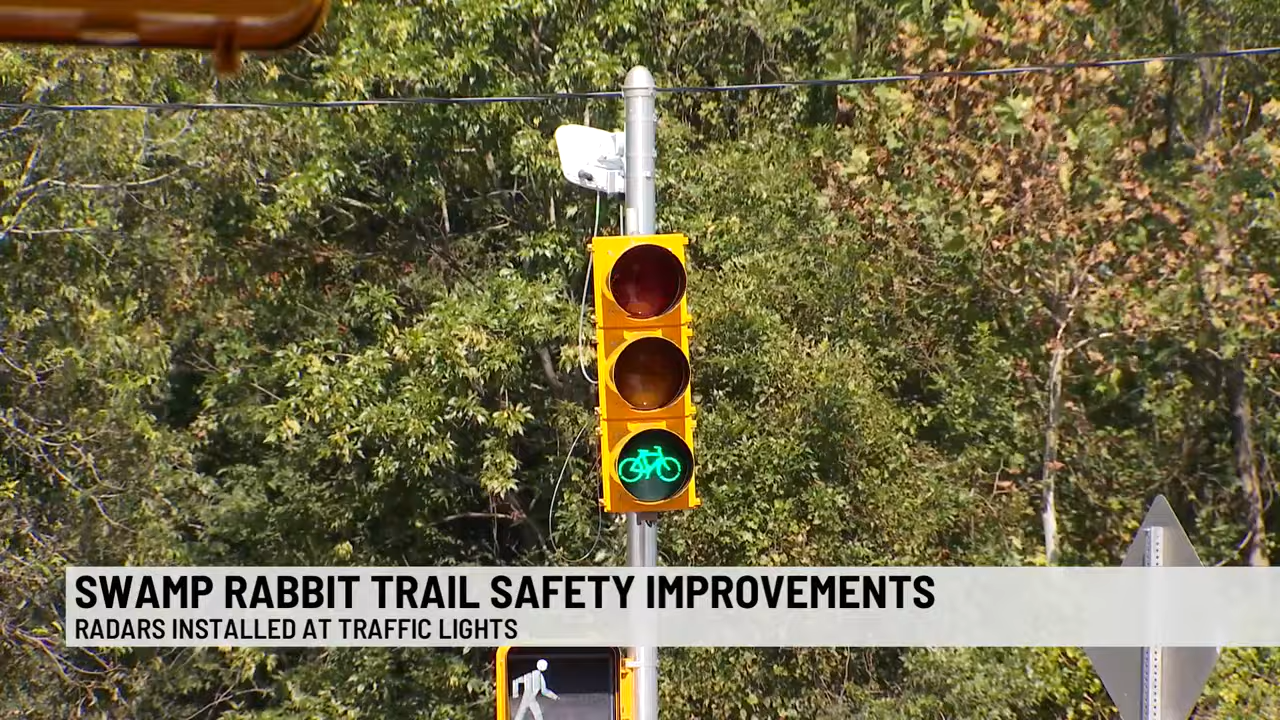 SWAMP RABBIT TRAIL SAFETY IMPROVEMENTS
RADARS INSTALLED AT TRAFFIC LIGHTS